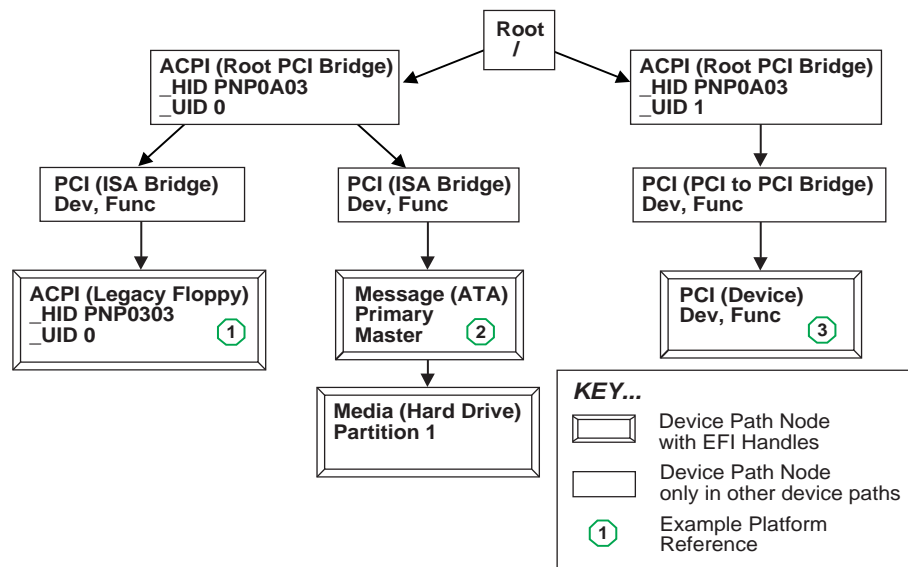 Root
/
ACPI (Root PCI Bridge)
_HID PNP0A03
_UID 0
ACPI (Root PCI Bridge)
_HID PNP0A03
_UID 1
PCI (ISA Bridge)
Dev, Func
PCI (ISA Bridge)
Dev, Func
PCI (PCI to PCI Bridge)
Dev, Func
ACPI (Legacy Floppy)
_HID PNP0303
_UID 0
1
Message (ATA)
Primary
Master
2
PCI (Device)
Dev, Func
3
Media (Hard Drive)
Partition 1
KEY...
Device Path Node
with EFI Handles
Device Path Node
only in other device paths
1
Example Platform
Reference